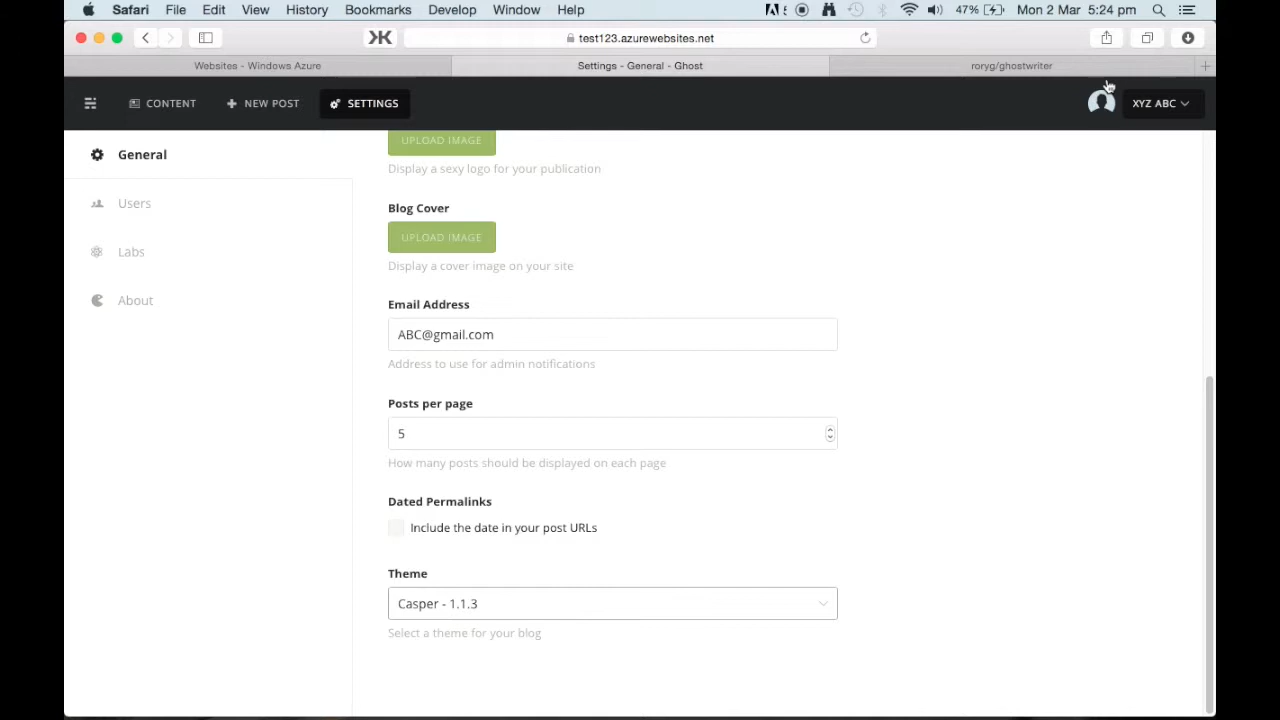 Safari File Edit View History Bookmarks Develop Window Help 47% Mon 2 Mar 5:24 pm
test123.azurewebsites.net
Websites - Windows Azure Settings - General - Ghost roryg/ghostwriter
CONTENT NEW POST SETTINGS XYZ ABC
General
Users
Labs
About
UPLOAD IMAGE
Display a sexy logo for your publication
Blog Cover
UPLOAD IMAGE
Display a cover image on your site
Email Address
ABC@gmail.com
Address to use for admin notifications
Posts per page
5
How many posts should be displayed on each page
Dated Permalinks
Include the date in your post URLs
Theme
Casper - 1.1.3
Select a theme for your blog